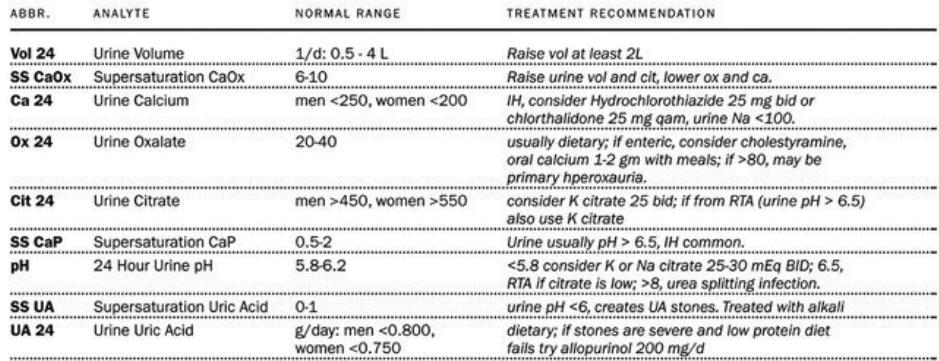 ABBR. ANALYTE NORMAL RANGE TREATMENT RECOMMENDATION
Vol 24 Urine Volume 1/d: 0.5 - 4 L Raise vol at least 2L
SS CaOx Supersaturation CaOx 6-10 Raise urine vol and cit, lower ox and ca.
Ca 24 Urine Calcium men <250, women <200 IH, consider Hydrochlorothiazide 25 mg bid or
chlorthalidone 25 mg qam, urine Na <100.
Ox 24 Urine Oxalate 20-40 usually dietary; if enteric, consider cholestyramine,
oral calcium 1-2 gm with meals; if >80, may be
primary hperoxauria.
Cit 24 Urine Citrate men >450, women >550 consider K citrate 25 bid; if from RTA (urine pH > 6.5)
also use K citrate
SS CaP Supersaturation CaP 0.5-2 Urine usually pH > 6.5, IH common.
pH 24 Hour Urine pH 5.8-6.2 <5.8 consider K or Na citrate 25-30 mEq BID; 6.5,
RTA if citrate is low; >8, urea splitting infection.
SS UA Supersaturation Uric Acid 0-1 urine pH <6, creates UA stones. Treated with alkali
UA 24 Urine Uric Acid g/day: men <0.800, dietary; if stones are severe and low protein diet
women <0.750 fails try allopurinol 200 mg/d